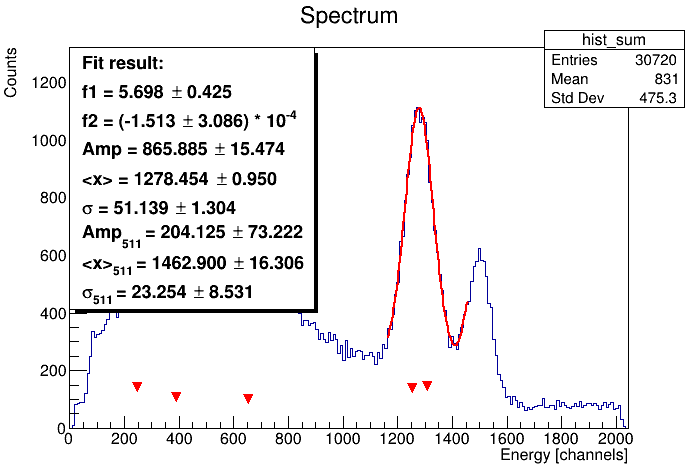 Spectrum
hist_sum
Entries 30720
Mean 831
Std Dev 475.3
Counts
Fit result:
f1 = 5.698 ± 0.425
f2 = (-1.513 ± 3.086) * 10^-4
Amp = 865.885 ± 15.474
<x> = 1278.454 ± 0.950
σ = 51.139 ± 1.304
Amp511 = 204.125 ± 73.222
<x>511 = 1462.900 ± 16.306
σ511 = 23.254 ± 8.531
1200
1000
800
600
400
200
0
0 200 400 600 800 1000 1200 1400 1600 1800 2000
Energy [channels]